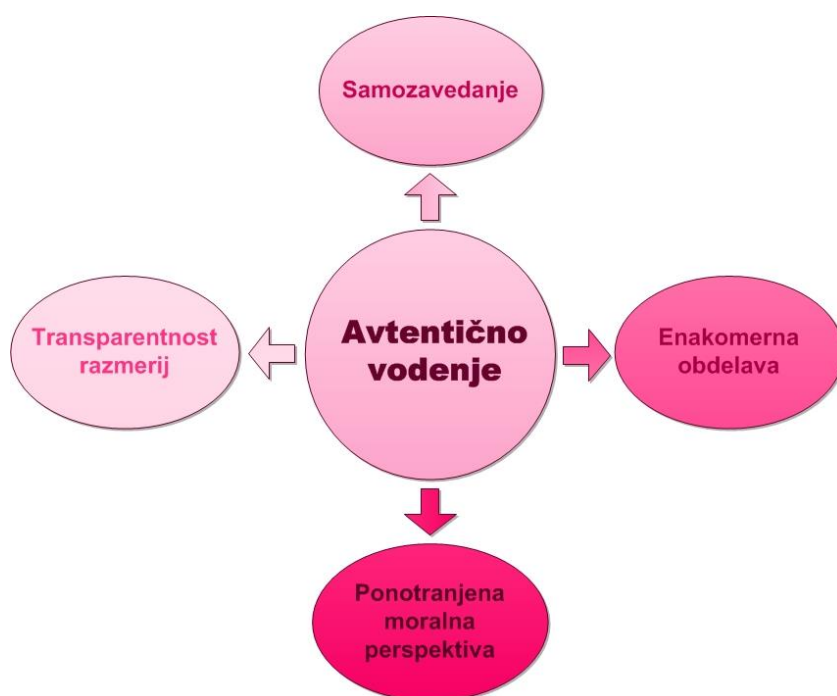 Samozavedanje
Transparentnost
razmerij
Avtentično
vodenje
Enakomerna
obdelava
Ponotranjena
moralna
perspektiva